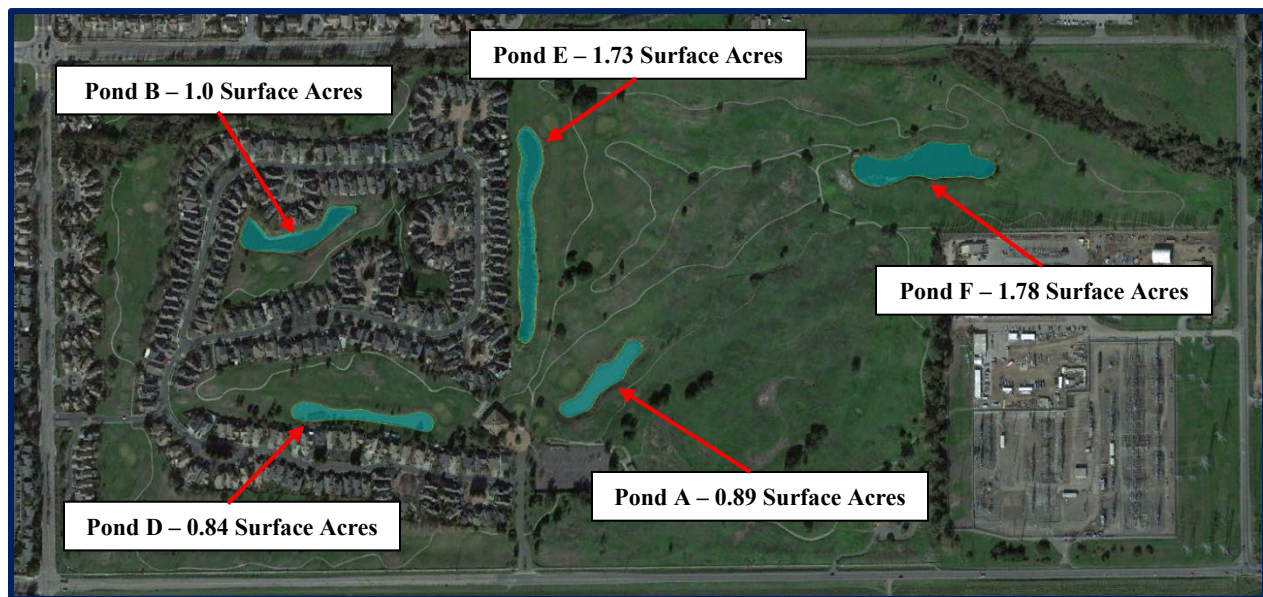 Pond E – 1.73 Surface Acres
Pond B – 1.0 Surface Acres
Pond F – 1.78 Surface Acres
Pond A – 0.89 Surface Acres
Pond D – 0.84 Surface Acres